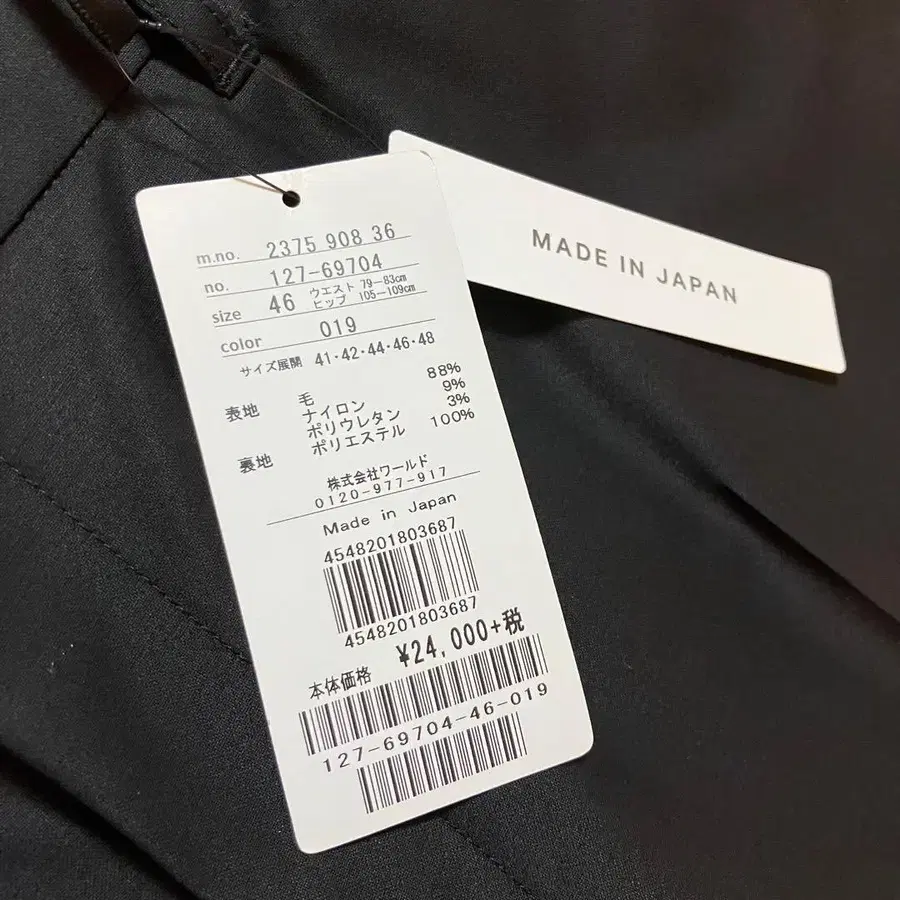 m.no. 2375 908 36
no. 127-69704
size 46 ウエスト 79−83cm
ヒップ 105−109cm
color 019
サイズ展開 41・42・44・46・48
表地 毛 88%
ナイロン 9%
ポリウレタン 3%
裏地 ポリエステル 100%
株式会社ワールド
0120-977-917
Made in Japan
4548201803687
4548201803687
本体価格 ¥24,000+税
127-69704-46-019
MADE IN JAPAN